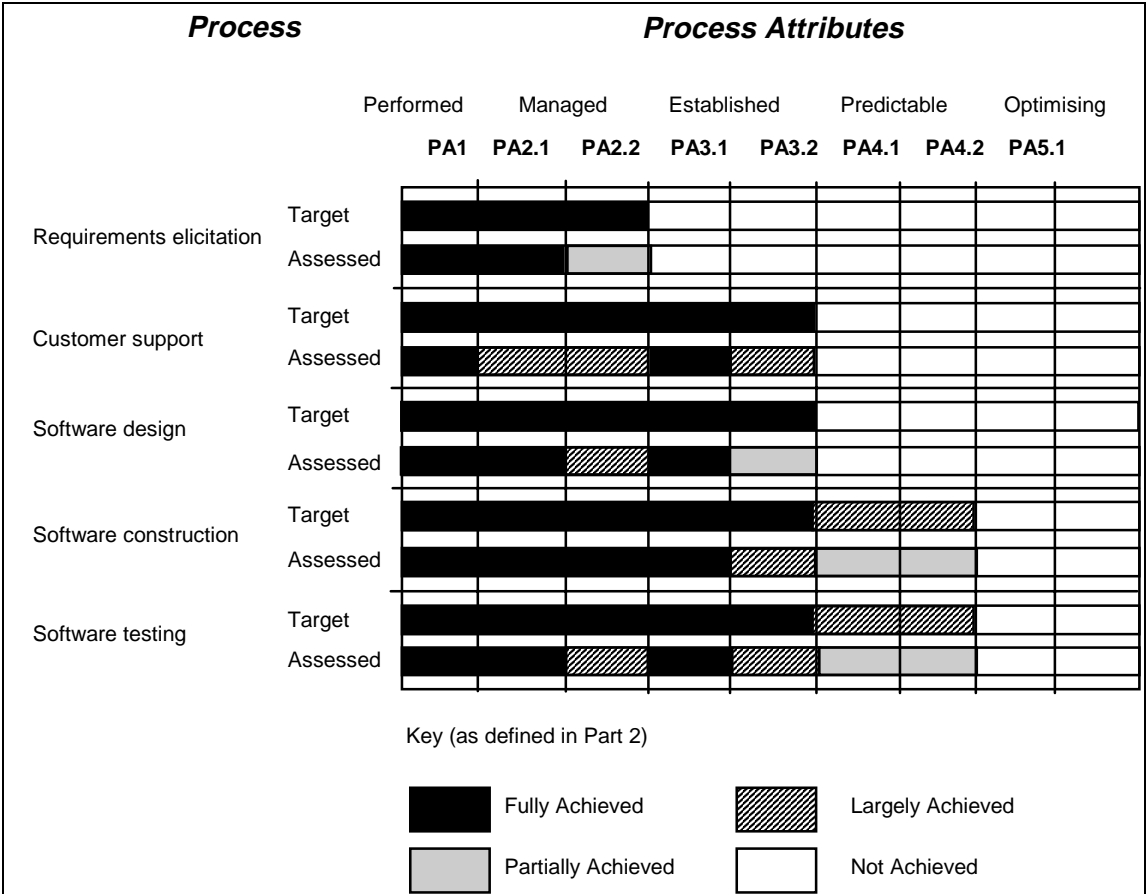 Process Process Attributes
Performed Managed Established Predictable Optimising
PA1 PA2.1 PA2.2 PA3.1 PA3.2 PA4.1 PA4.2 PA5.1
Target
Requirements elicitation
Assessed
Target
Customer support
Assessed
Target
Software design
Assessed
Target
Software construction
Assessed
Target
Software testing
Assessed
Key (as defined in Part 2)
Fully Achieved Largely Achieved
Partially Achieved Not Achieved